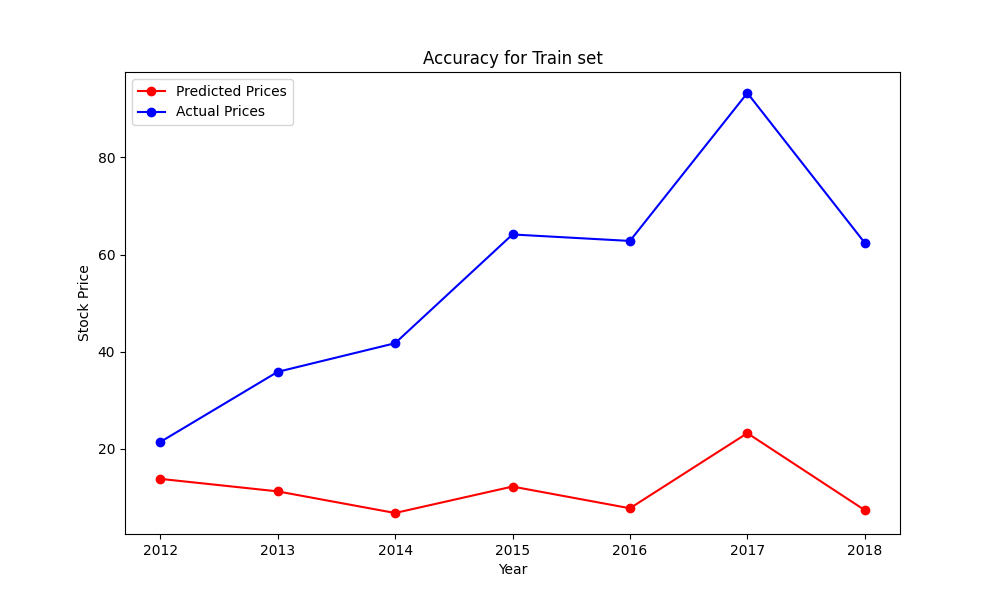 Accuracy for Train set
Predicted Prices
Actual Prices
80
60
40
20
Stock Price
2012 2013 2014 2015 2016 2017 2018
Year